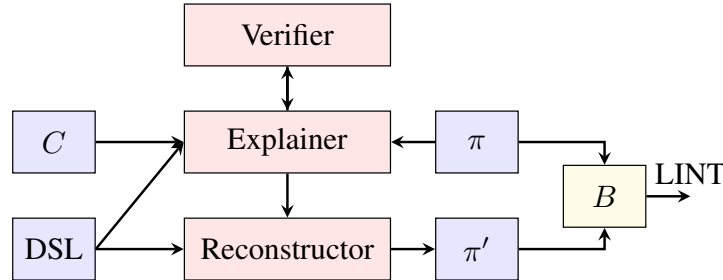 Verifier
C
Explainer
π
LINT
B
DSL
Reconstructor
π′